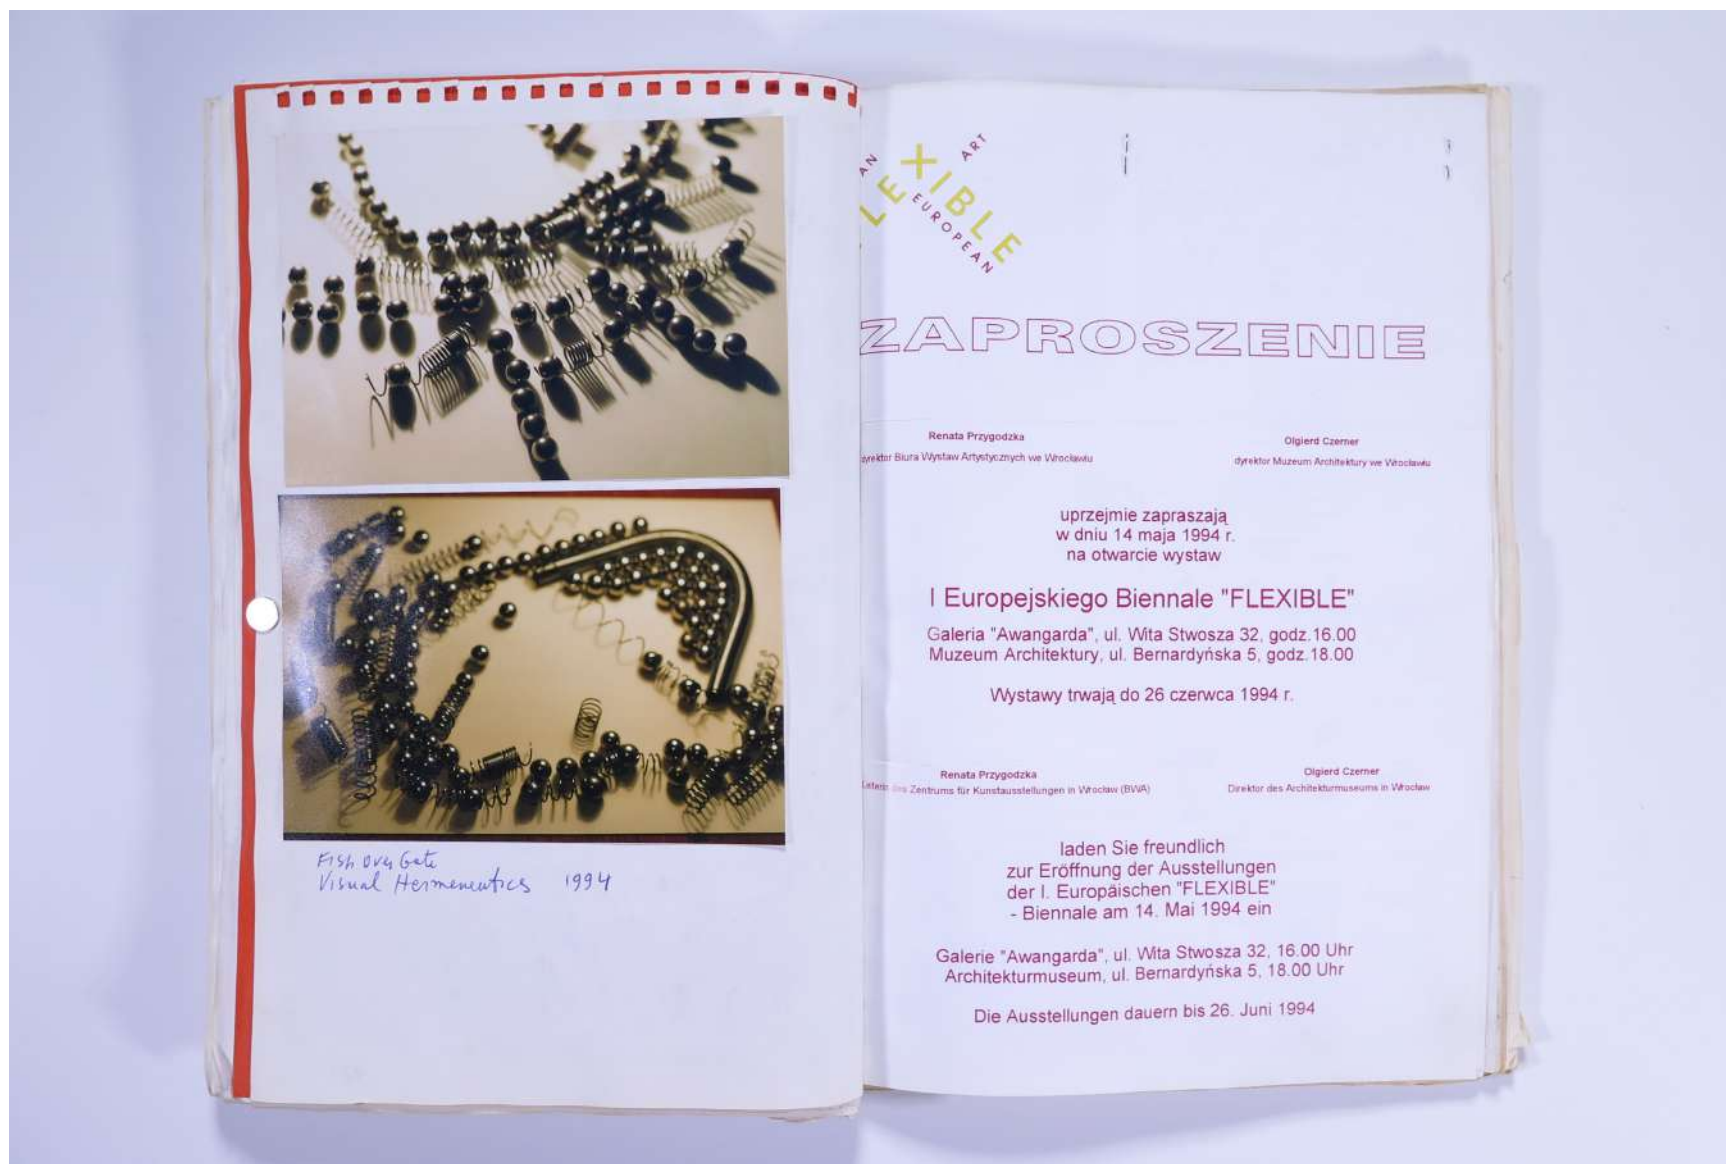 Fish over Gate
Visual Hermeneutics 1994
AN
ART
LEXIBLE
EUROPEAN
ZAPROSZENIE
Renata Przygodzka
dyrektor Biura Wystaw Artystycznych we Wrocławiu
Olgierd Czerner
dyrektor Muzeum Architektury we Wrocławiu
uprzejmie zapraszają
w dniu 14 maja 1994 r.
na otwarcie wystaw
I Europejskiego Biennale "FLEXIBLE"
Galeria "Awangarda", ul. Wita Stwosza 32, godz.16.00
Muzeum Architektury, ul. Bernardyńska 5, godz.18.00
Wystawy trwają do 26 czerwca 1994 r.
Renata Przygodzka
des Zentrums für Kunstausstellungen in Wrocław (BWA)
Olgierd Czerner
Direktor des Architekturmuseums in Wrocław
laden Sie freundlich
zur Eröffnung der Ausstellungen
der I. Europäischen "FLEXIBLE"
- Biennale am 14. Mai 1994 ein
Galerie "Awangarda", ul. Wita Stwosza 32, 16.00 Uhr
Architekturmuseum, ul. Bernardyńska 5, 18.00 Uhr
Die Ausstellungen dauern bis 26. Juni 1994